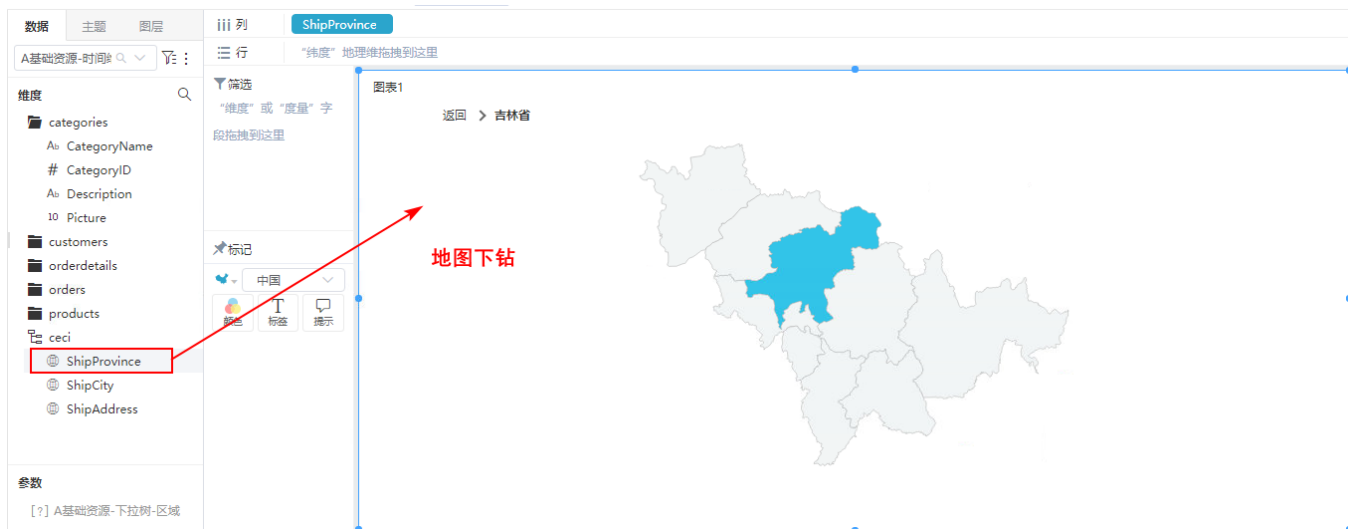 数据 主题 图层
列 ShipProvince
A基础资源-时间
行 "纬度" 地理维拖拽到这里
维度
筛选
"维度" 或 "度量" 字
段拖拽到这里
图表1
返回 > 吉林省
categories
Ab CategoryName
# CategoryID
Ab Description
10 Picture
customers
orderdetails
orders
products
ceci
ShipProvince
ShipCity
ShipAddress
标记
中国
颜色 T 标签 提示
地图下钻
参数
[?] A基础资源-下拉树-区域